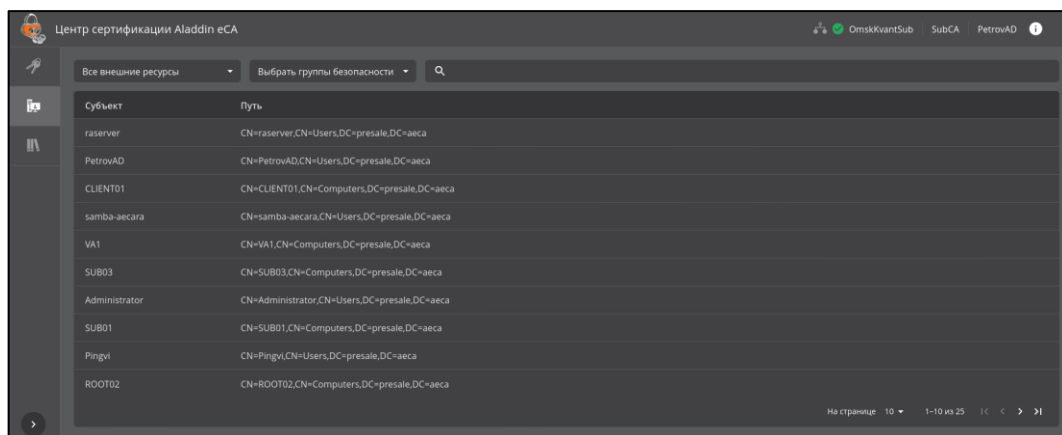 Центр сертификации Aladdin eCA OmskKvantSub SubCA PetrovAD
Все внешние ресурсы Выбрать группы безопасности
Субъект Путь
raserver CN=raserver,CN=Users,DC=presale,DC=aeca
PetrovAD CN=PetrovAD,CN=Users,DC=presale,DC=aeca
CLIENT01 CN=CLIENT01,CN=Computers,DC=presale,DC=aeca
samba-aecara CN=samba-aecara,CN=Users,DC=presale,DC=aeca
VA1 CN=VA1,CN=Computers,DC=presale,DC=aeca
SUB03 CN=SUB03,CN=Computers,DC=presale,DC=aeca
Administrator CN=Administrator,CN=Users,DC=presale,DC=aeca
SUB01 CN=SUB01,CN=Computers,DC=presale,DC=aeca
Pingvi CN=Pingvi,CN=Users,DC=presale,DC=aeca
ROOT02 CN=ROOT02,CN=Computers,DC=presale,DC=aeca
На странице 10 1–10 из 25